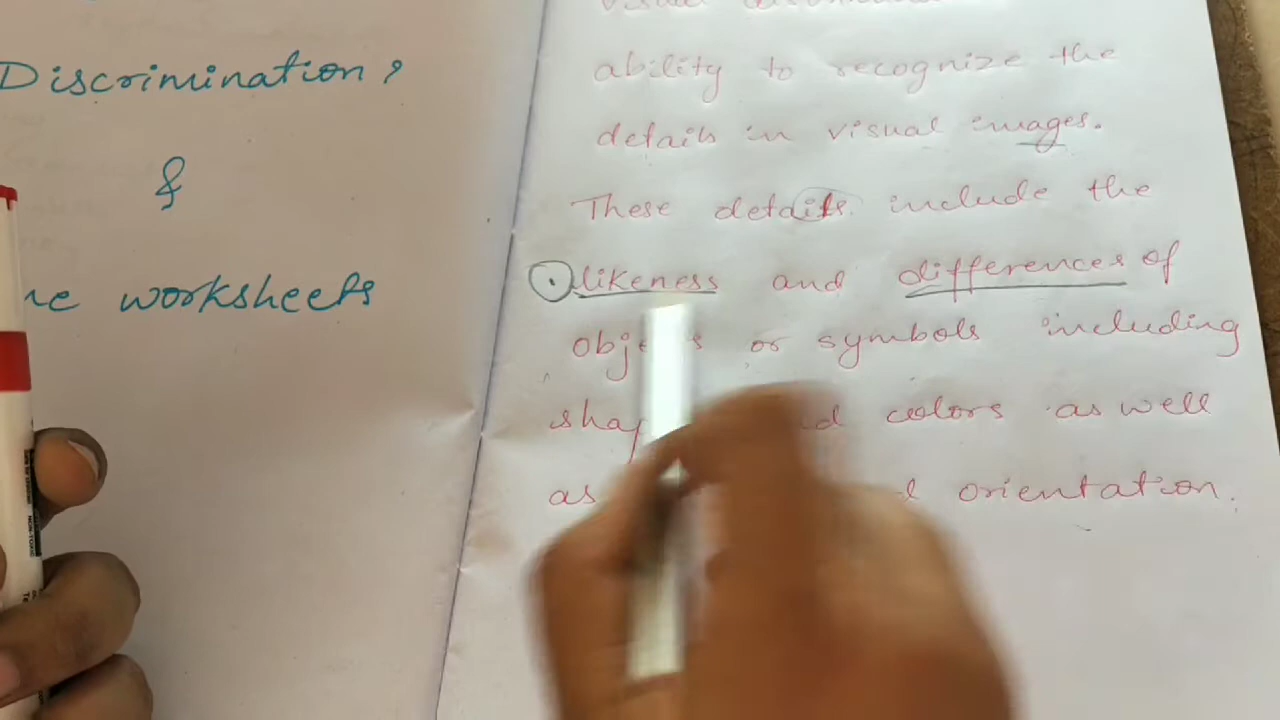 Discrimination?
&
worksheets
ability to recognize the
details in visual images.
These details include the
likeness and differences of
or symbols including
colors as well
as orientation.